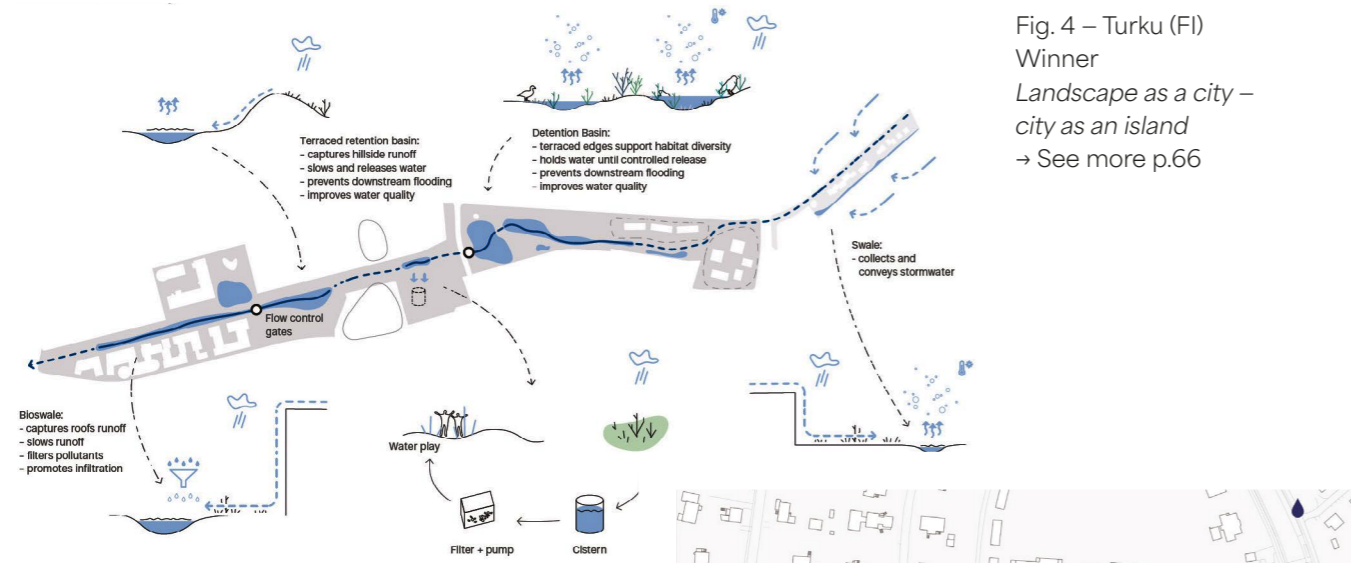 Fig. 4 – Turku (FI)
Winner
Landscape as a city –
city as an island
→ See more p.66
Terraced retention basin:
- captures hillside runoff
- slows and releases water
- prevents downstream flooding
- improves water quality
Detention Basin:
- terraced edges support habitat diversity
- holds water until controlled release
- prevents downstream flooding
- improves water quality
Swale:
- collects and
conveys stormwater
Flow control
gates
Bioswale:
- captures roofs runoff
- slows runoff
- filters pollutants
- promotes infiltration
Water play
Filter + pump
Cistern